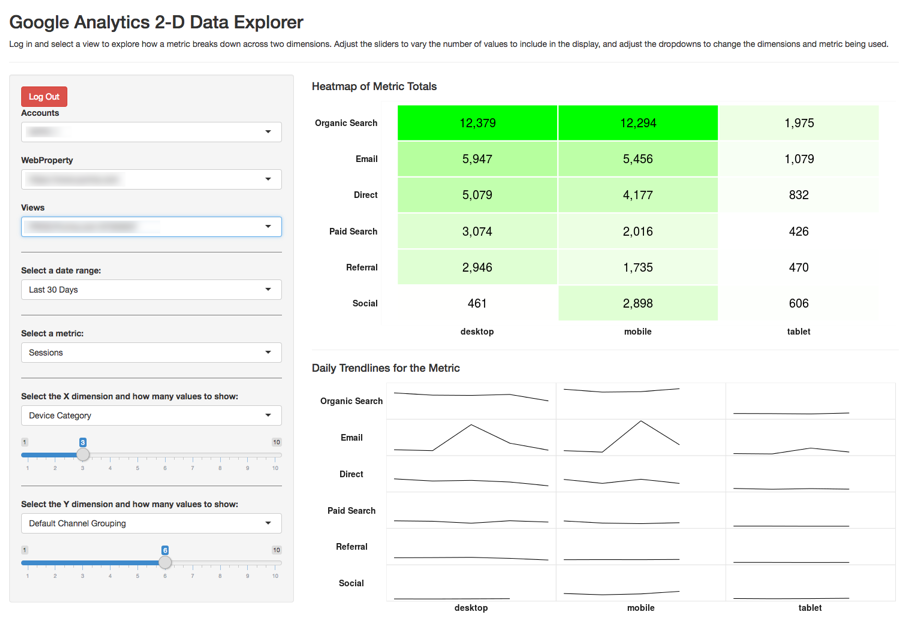 Google Analytics 2-D Data Explorer
Log in and select a view to explore how a metric breaks down across two dimensions. Adjust the sliders to vary the number of values to include in the display, and adjust the dropdowns to change the dimensions and metric being used.
Log Out
Accounts
WebProperty
Views
Select a date range:
Last 30 Days
Select a metric:
Sessions
Select the X dimension and how many values to show:
Device Category
1 3 10
1 2 3 4 5 6 7 8 9 10
Select the Y dimension and how many values to show:
Default Channel Grouping
1 6 10
1 2 3 4 5 6 7 8 9 10
Heatmap of Metric Totals
Organic Search 12,379 12,294 1,975
Email 5,947 5,456 1,079
Direct 5,079 4,177 832
Paid Search 3,074 2,016 426
Referral 2,946 1,735 470
Social 461 2,898 606
desktop mobile tablet
Daily Trendlines for the Metric
Organic Search
Email
Direct
Paid Search
Referral
Social
desktop mobile tablet